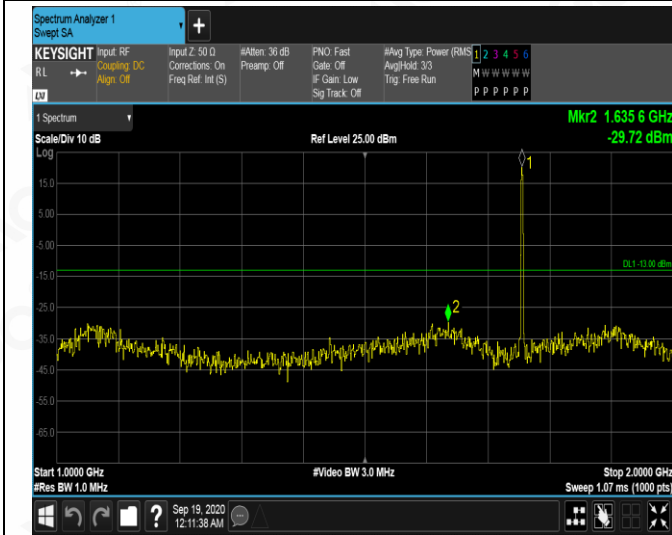 Spectrum Analyzer 1
Swept SA
+
KEYSIGHT
RL
LXI
Input: RF
Coupling: DC
Align: Off
Input Z: 50 Ω
Corrections: On
Freq Ref: Int (S)
#Atten: 36 dB
Preamp: Off
PNO: Fast
Gate: Off
IF Gain: Low
Sig Track: Off
#Avg Type: Power (RMS
Avg|Hold: 3/3
Trig: Free Run
1 2 3 4 5 6
M W W W W W
P P P P P P
1 Spectrum
Mkr2 1.635 6 GHz
Scale/Div 10 dB
Ref Level 25.00 dBm
-29.72 dBm
Log
1
15.0
5.00
-5.00
DL1 -13.00 dBm
-15.0
-25.0
2
-35.0
-45.0
-55.0
-65.0
Start 1.0000 GHz
#Video BW 3.0 MHz
Stop 2.0000 GHz
#Res BW 1.0 MHz
Sweep 1.07 ms (1000 pts)
?
Sep 19, 2020
12:11:38 AM